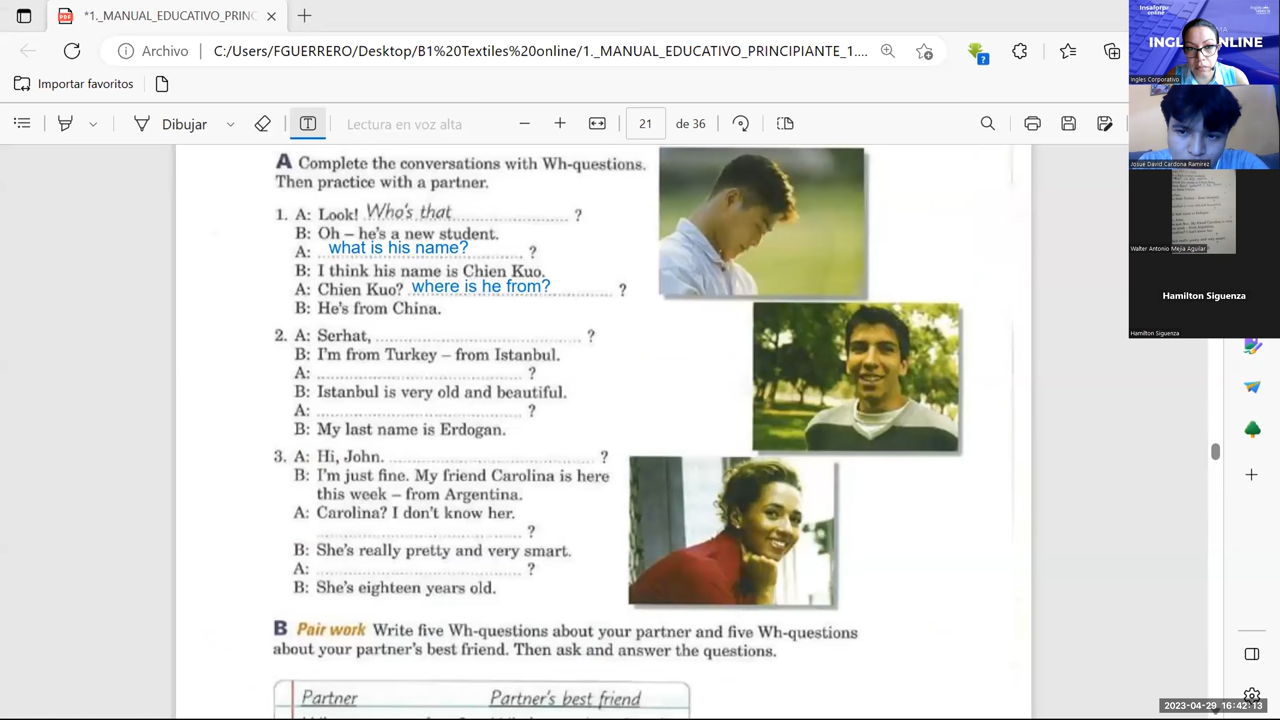 *1._MANUAL_EDUCATIVO_PRINC
Archivo
C:/Users/FGUERRERO/Desktop/B1%20Textiles%20online/1._MANUAL_EDUCATIVO_PRINCIPIANTE_1....
Importar favoritos
Dibujar
Lectura en voz alta
21
de 36
A Complete the conversations with Wh-questions.
Then practice with a partner.
1. A: Look! Who's that ?
B: Oh – he's a new student.
A: what is his name? ?
B: I think his name is Chien Kuo.
A: Chien Kuo? where is he from? ?
B: He's from China.
2. A: Serhat, ?
B: I'm from Turkey – from Istanbul.
A: ?
B: Istanbul is very old and beautiful.
A: ?
B: My last name is Erdogan.
3. A: Hi, John. ?
B: I'm just fine. My friend Carolina is here
this week – from Argentina.
A: Carolina? I don't know her.
?
B: She's really pretty and very smart.
A: ?
B: She's eighteen years old.
B Pair work Write five Wh-questions about your partner and five Wh-questions
about your partner's best friend. Then ask and answer the questions.
Partner
Partner's best friend
Insaforp
online
INGL ONLINE
Ingles Corporativo
Josué David Cardona Ramirez
Walter Antonio Mejia Aguilar
Hamilton Siguenza
Hamilton Siguenza
2023-04-29 16:42:13